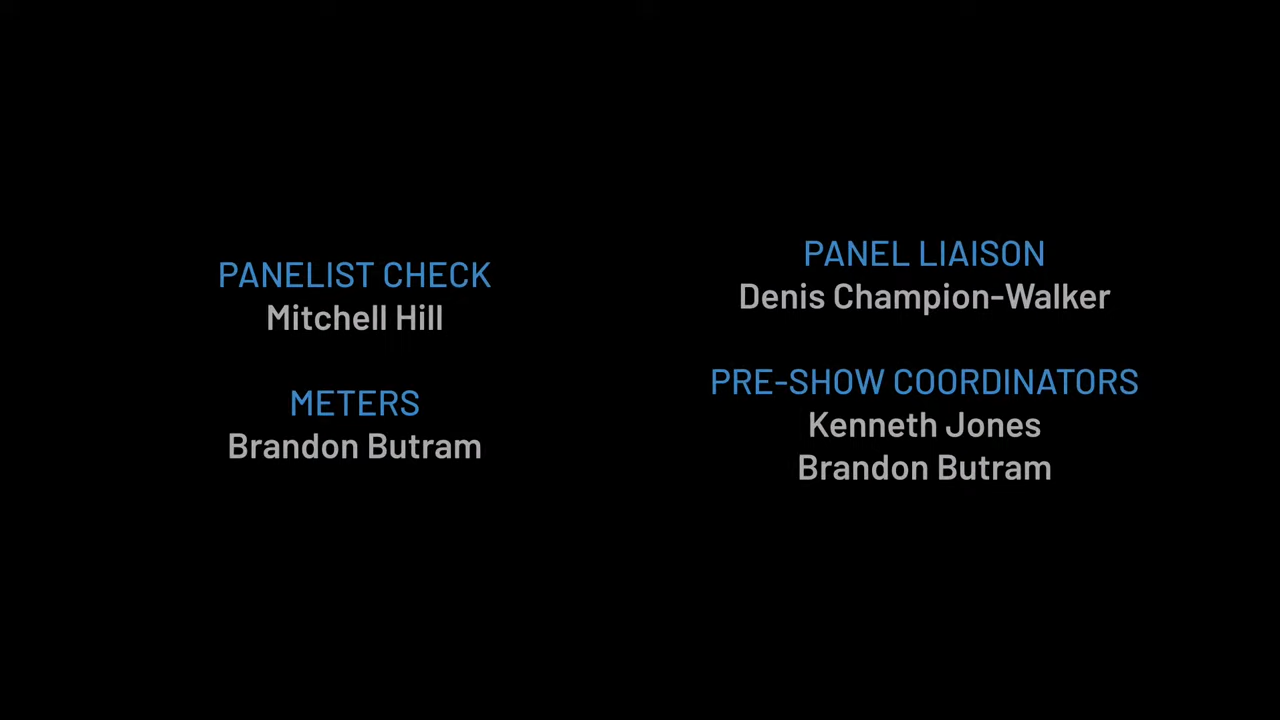 PANELIST CHECK
Mitchell Hill
METERS
Brandon Butram
PANEL LIAISON
Denis Champion-Walker
PRE-SHOW COORDINATORS
Kenneth Jones
Brandon Butram